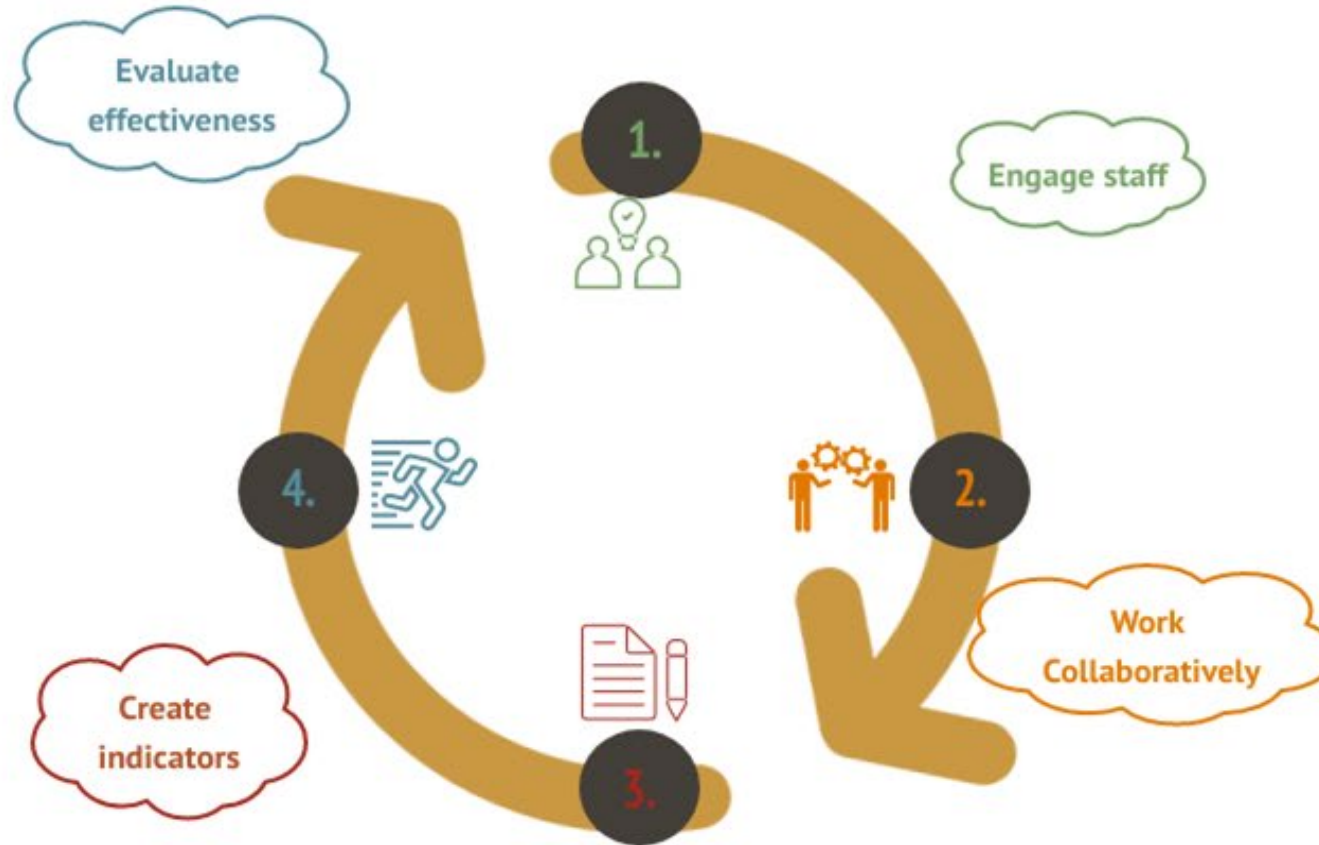 Evaluate
effectiveness
1.
Engage staff
4.
2.
Work
Collaboratively
Create
indicators
3.